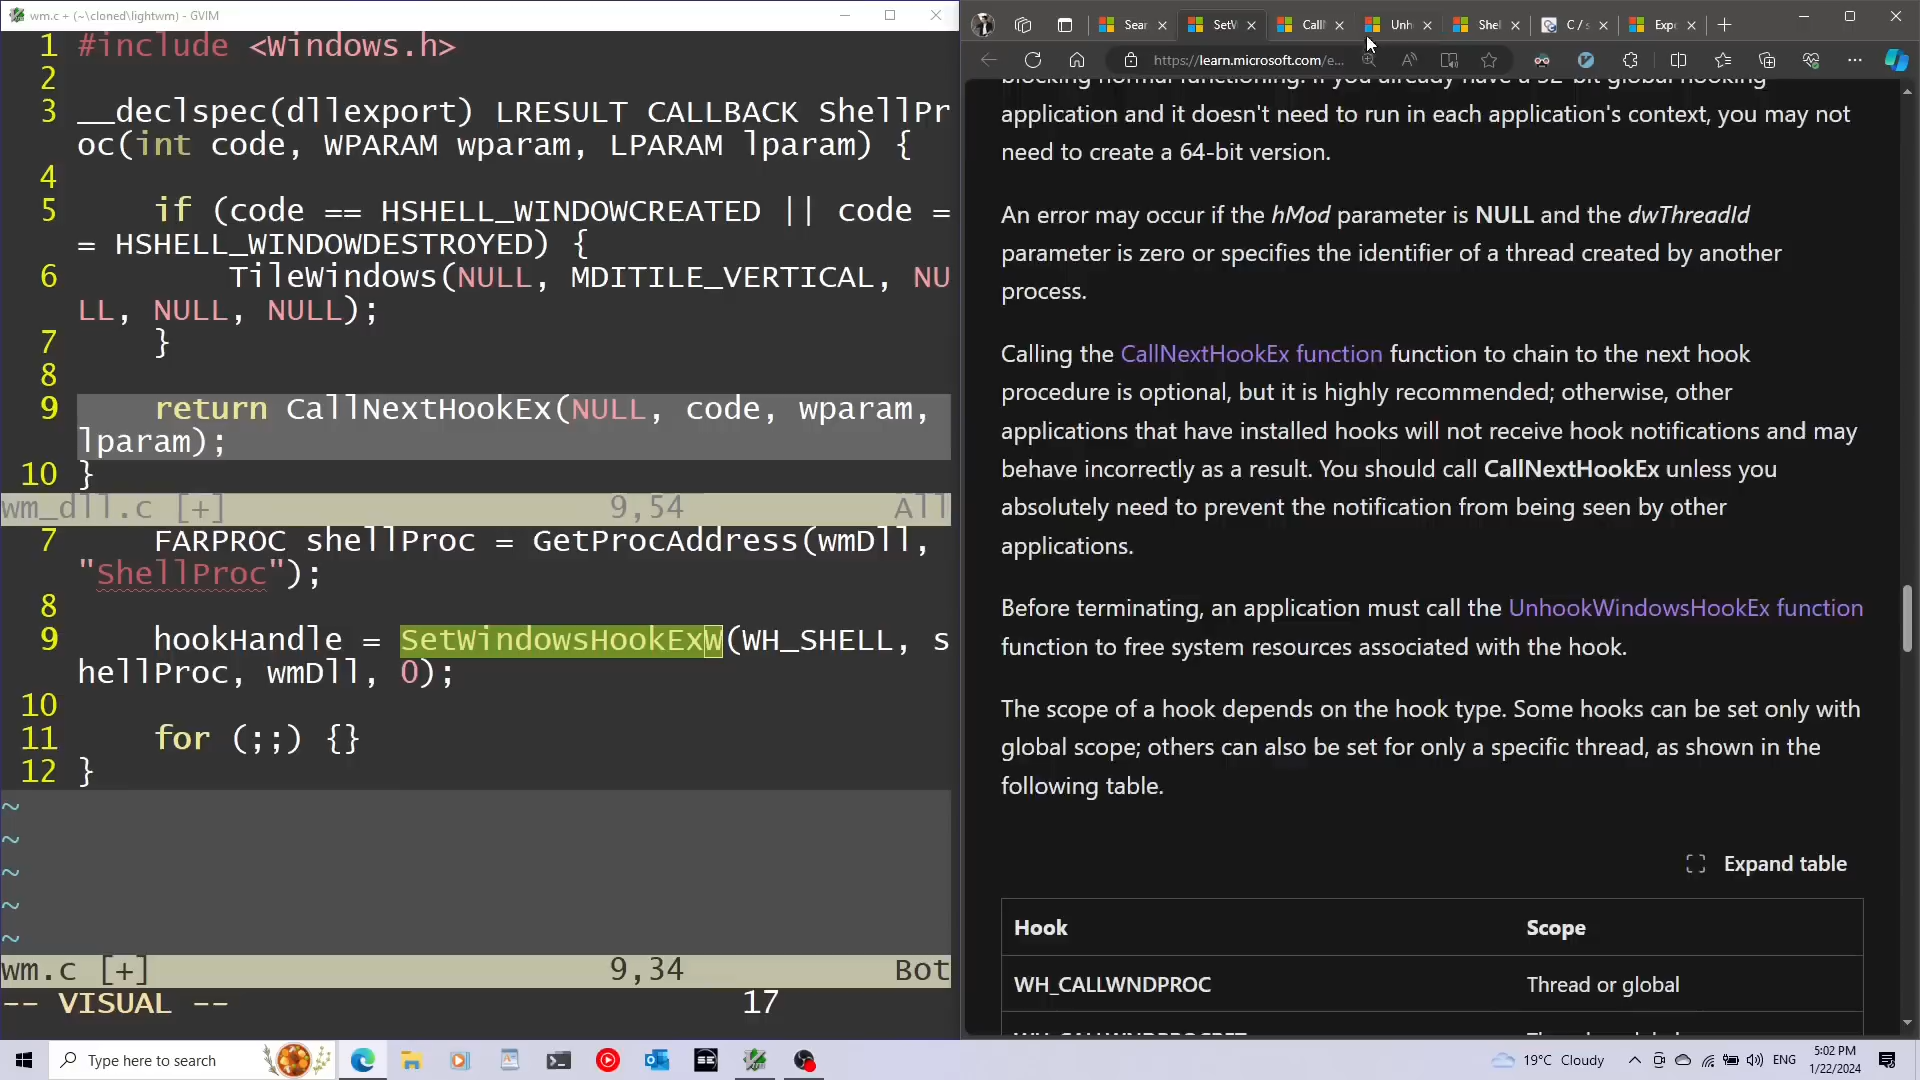 wm.c + (~\cloned\lightwm) - GVIM
1 #include <Windows.h>
2
3 __declspec(dllexport) LRESULT CALLBACK ShellPr
oc(int code, WPARAM wparam, LPARAM lparam) {
4
5 if (code == HSHELL_WINDOWCREATED || code =
= HSHELL_WINDOWDESTROYED) {
6 TileWindows(NULL, MDITILE_VERTICAL, NU
LL, NULL, NULL);
7 }
8
9 return CallNextHookEx(NULL, code, wparam,
lparam);
10 }
wm_dll.c [+] 9,54 All
7 FARPROC shellProc = GetProcAddress(wmDll,
"ShellProc");
8
9 hookHandle = SetWindowsHookExW(WH_SHELL, s
hellProc, wmDll, 0);
10
11 for (;;) {}
12 }
~
~
~
~
~
wm.c [+] 9,34 Bot
-- VISUAL -- 17
Sear SetW Call Unh Shel C / s Expo
https://learn.microsoft.com/e...
application and it doesn't need to run in each application's context, you may not
need to create a 64-bit version.
An error may occur if the hMod parameter is NULL and the dwThreadId
parameter is zero or specifies the identifier of a thread created by another
process.
Calling the CallNextHookEx function function to chain to the next hook
procedure is optional, but it is highly recommended; otherwise, other
applications that have installed hooks will not receive hook notifications and may
behave incorrectly as a result. You should call CallNextHookEx unless you
absolutely need to prevent the notification from being seen by other
applications.
Before terminating, an application must call the UnhookWindowsHookEx function
function to free system resources associated with the hook.
The scope of a hook depends on the hook type. Some hooks can be set only with
global scope; others can also be set for only a specific thread, as shown in the
following table.
Expand table
Hook Scope
WH_CALLWNDPROC Thread or global
Type here to search
19°C Cloudy
ENG
5:02 PM
1/22/2024